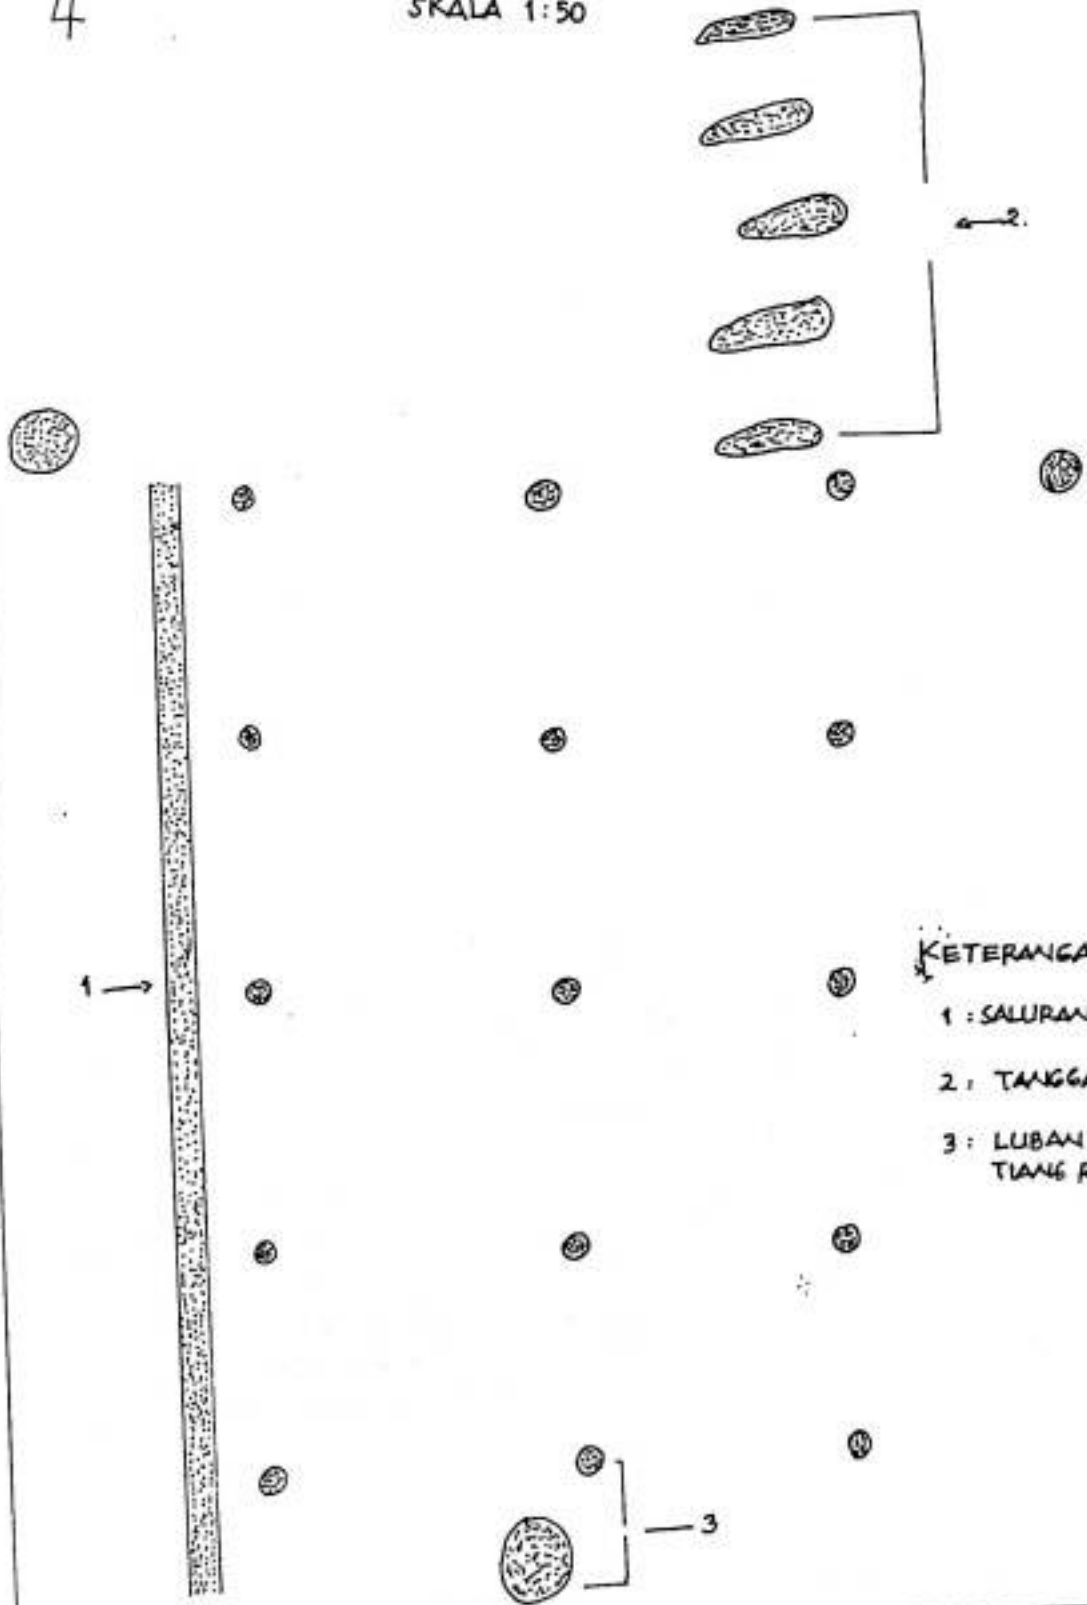 4
SKALA 1:50
2.
KETERANGA
1
1 : SALURAN
2 : TANGGA
3 : LUBAN
TIANG R
3